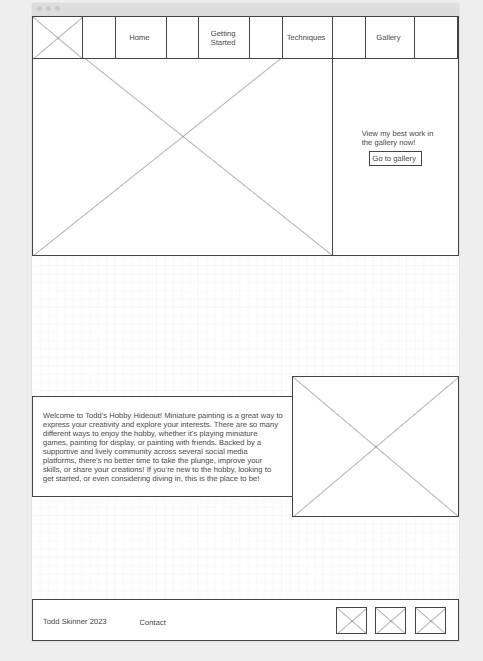 Home
Getting
Started
Techniques
Gallery
View my best work in
the gallery now!
Go to gallery
Welcome to Todd's Hobby Hideout! Miniature painting is a great way to
express your creativity and explore your interests. There are so many
different ways to enjoy the hobby, whether it's playing miniature
games, painting for display, or painting with friends. Backed by a
supportive and lively community across several social media
platforms, there's no better time to take the plunge, improve your
skills, or share your creations! If you're new to the hobby, looking to
get started, or even considering diving in, this is the place to be!
Todd Skinner 2023
Contact